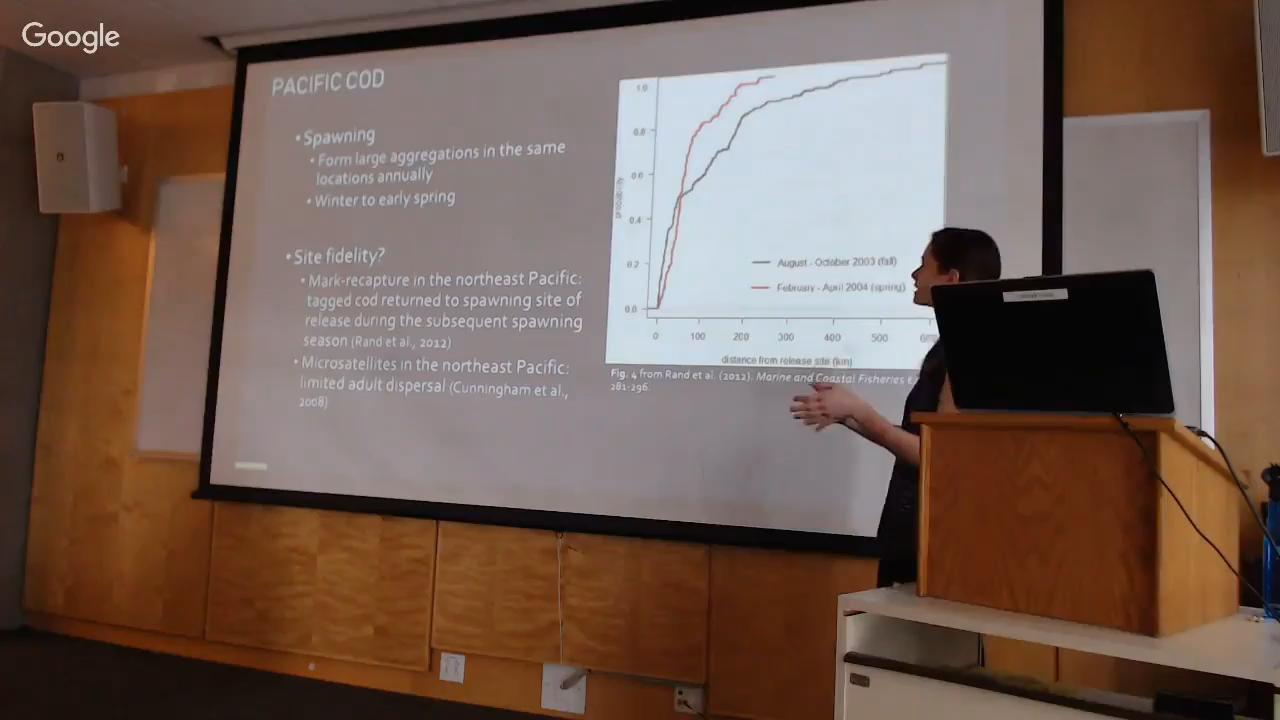 Google
PACIFIC COD
• Spawning
• Form large aggregations in the same
locations annually
• Winter to early spring
• Site fidelity?
• Mark-recapture in the northeast Pacific:
tagged cod returned to spawning site of
release during the subsequent spawning
season (Rand et al., 2012)
• Microsatellites in the northeast Pacific:
limited adult dispersal (Cunningham et al.,
2008)
probability
1.0
0.8
0.6
0.4
0.2
0.0
August - October 2003 (fall)
February - April 2004 (spring)
0 100 200 300 400 500
distance from release site (km)
Fig. 4 from Rand et al. (2012). Marine and Coastal Fisheries
281-296.